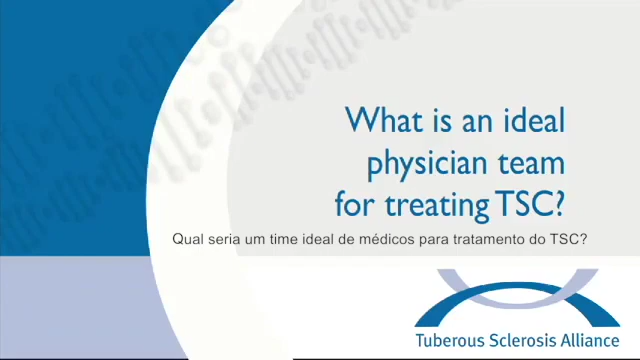 What is an ideal
physician team
for treating TSC?
Qual seria um time ideal de médicos para tratamento do TSC?
Tuberous Sclerosis Alliance